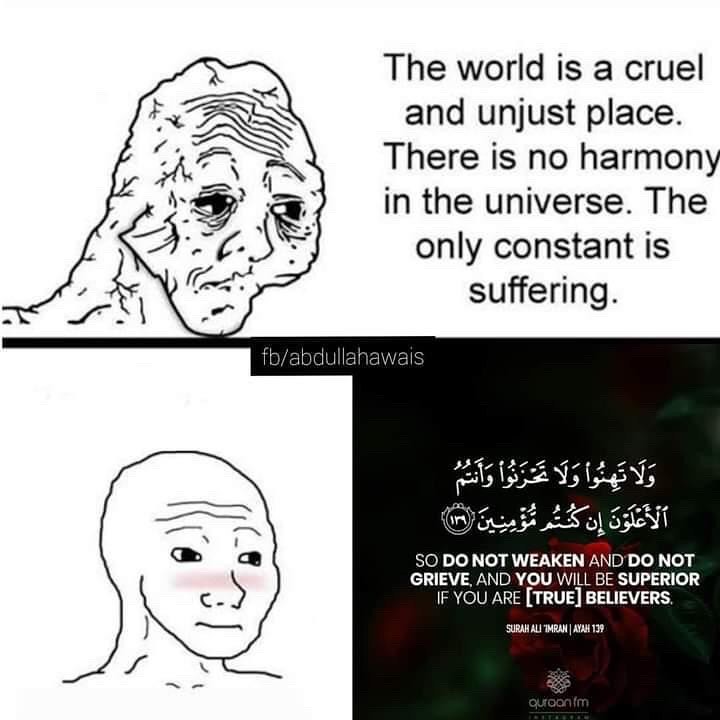 The world is a cruel
and unjust place.
There is no harmony
in the universe. The
only constant is
suffering.
fb/abdullahawais
وَلَا تَهِنُوا۟ وَلَا تَحْزَنُوا۟ وَأَنتُمُ
ٱلْأَعْلَوْنَ إِن كُنتُم مُّؤْمِنِينَ ١٣٩
SO DO NOT WEAKEN AND DO NOT
GRIEVE, AND YOU WILL BE SUPERIOR
IF YOU ARE [TRUE] BELIEVERS.
SURAH ALI 'IMRAN | AYAH 139
quraan fm
INSTAGRAM